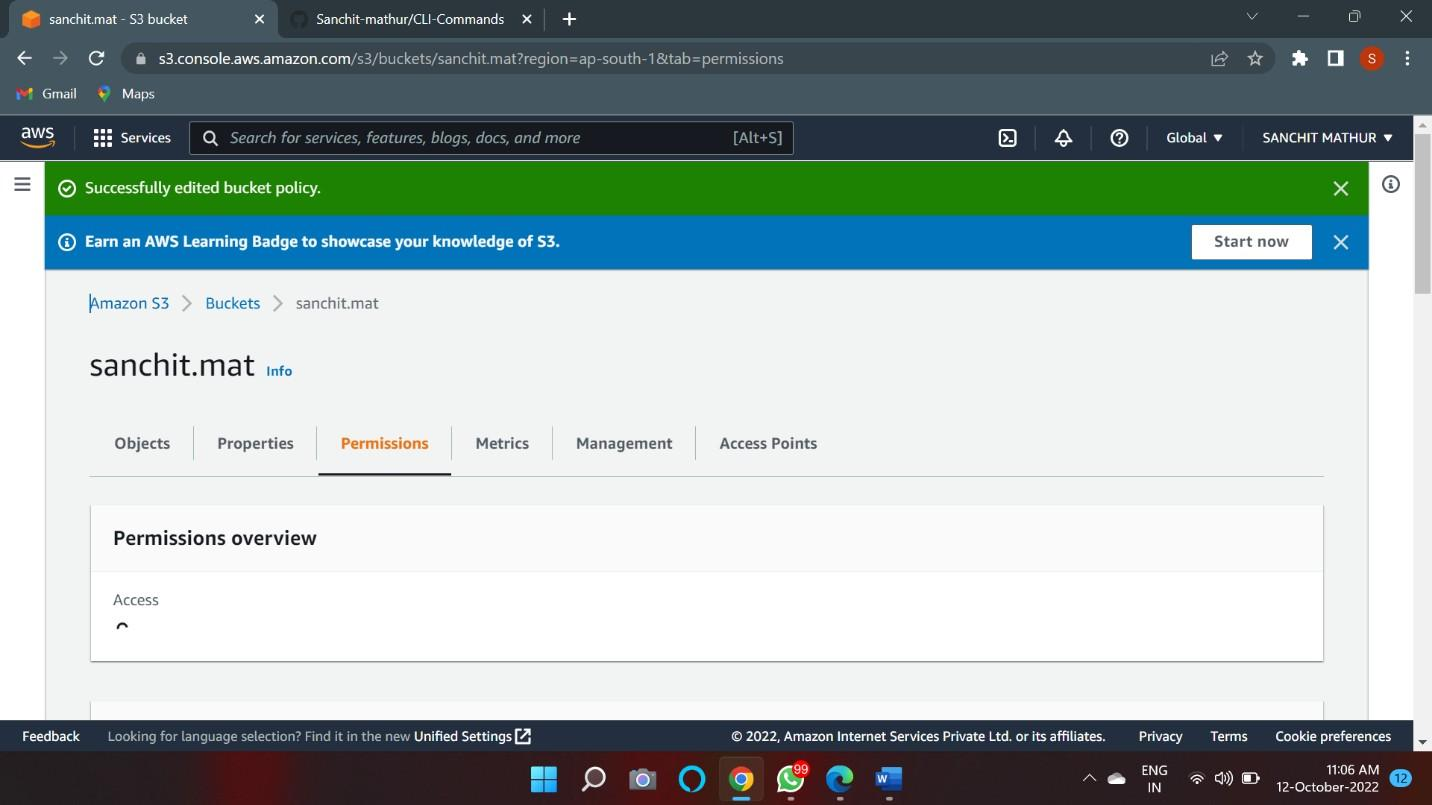 sanchit.mat - S3 bucket
Sanchit-mathur/CLI-Commands
s3.console.aws.amazon.com/s3/buckets/sanchit.mat?region=ap-south-1&tab=permissions
S
Gmail
Maps
aws
Services
Search for services, features, blogs, docs, and more
[Alt+S]
Global
SANCHIT MATHUR
Successfully edited bucket policy.
Earn an AWS Learning Badge to showcase your knowledge of S3.
Start now
Amazon S3 > Buckets > sanchit.mat
sanchit.mat Info
Objects
Properties
Permissions
Metrics
Management
Access Points
Permissions overview
Access
Feedback
Looking for language selection? Find it in the new Unified Settings
© 2022, Amazon Internet Services Private Ltd. or its affiliates.
Privacy
Terms
Cookie preferences
99
ENG
IN
11:06 AM
12-October-2022
12